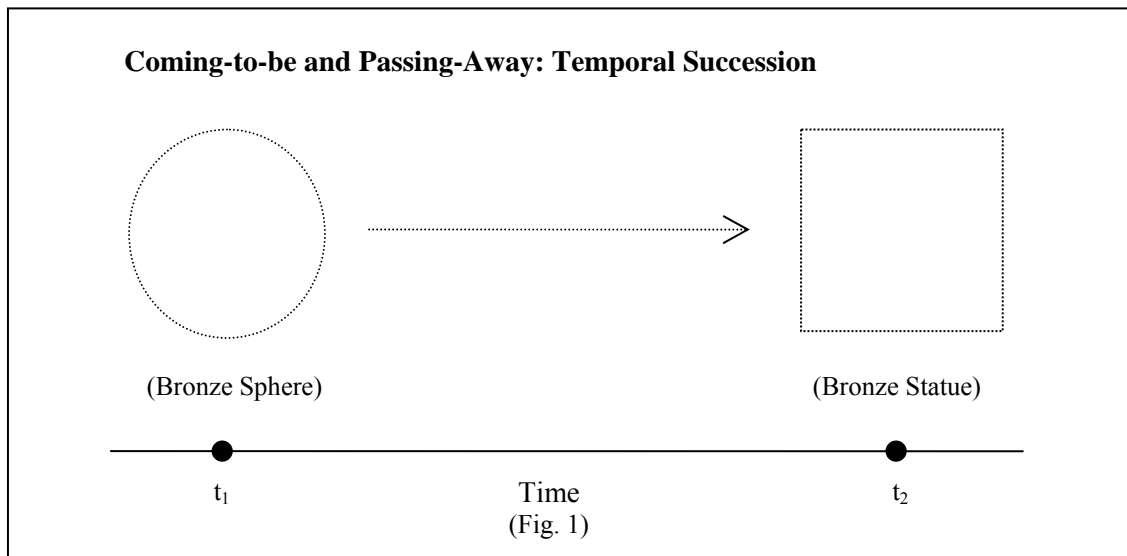 Coming-to-be and Passing-Away: Temporal Succession
(Bronze Sphere) (Bronze Statue)
t₁ Time t₂
(Fig. 1)